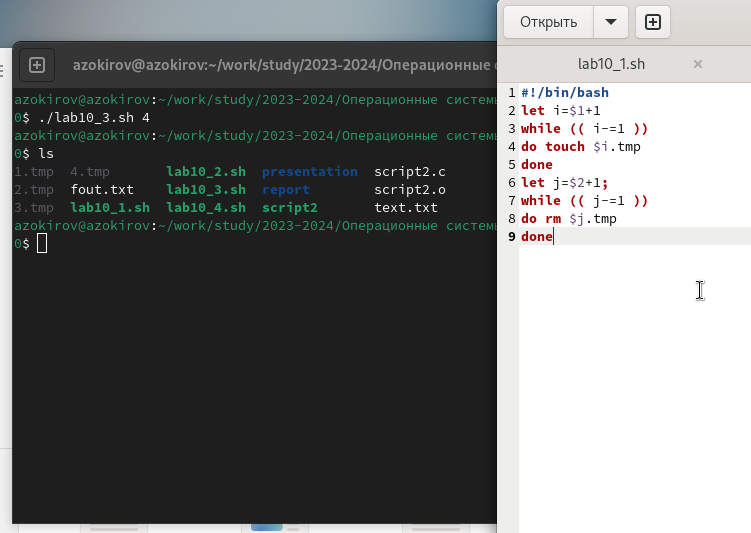 azokirov@azokirov:~/work/study/2023-2024/Операционные
azokirov@azokirov:~/work/study/2023-2024/Операционные системы
0$ ./lab10_3.sh 4
azokirov@azokirov:~/work/study/2023-2024/Операционные системы
0$ ls
1.tmp 4.tmp lab10_2.sh presentation script2.c
2.tmp fout.txt lab10_3.sh report script2.o
3.tmp lab10_1.sh lab10_4.sh script2 text.txt
azokirov@azokirov:~/work/study/2023-2024/Операционные системы
0$
Открыть
lab10_1.sh ×
1 #!/bin/bash
2 let i=$1+1
3 while (( i-=1 ))
4 do touch $i.tmp
5 done
6 let j=$2+1;
7 while (( j-=1 ))
8 do rm $j.tmp
9 done